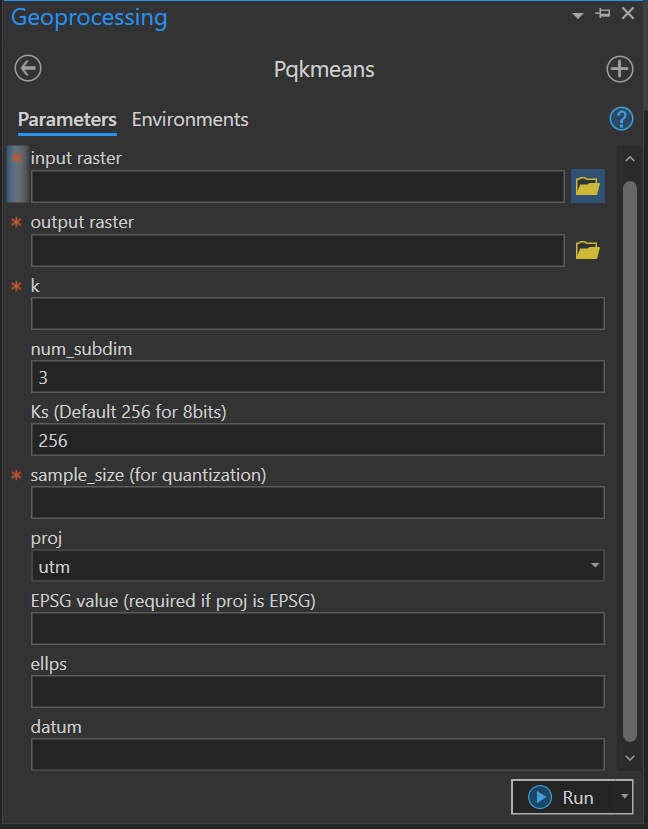 Geoprocessing
Pqkmeans
Parameters Environments
* input raster
* output raster
* k
num_subdim
3
Ks (Default 256 for 8bits)
256
* sample_size (for quantization)
proj
utm
EPSG value (required if proj is EPSG)
ellps
datum
Run